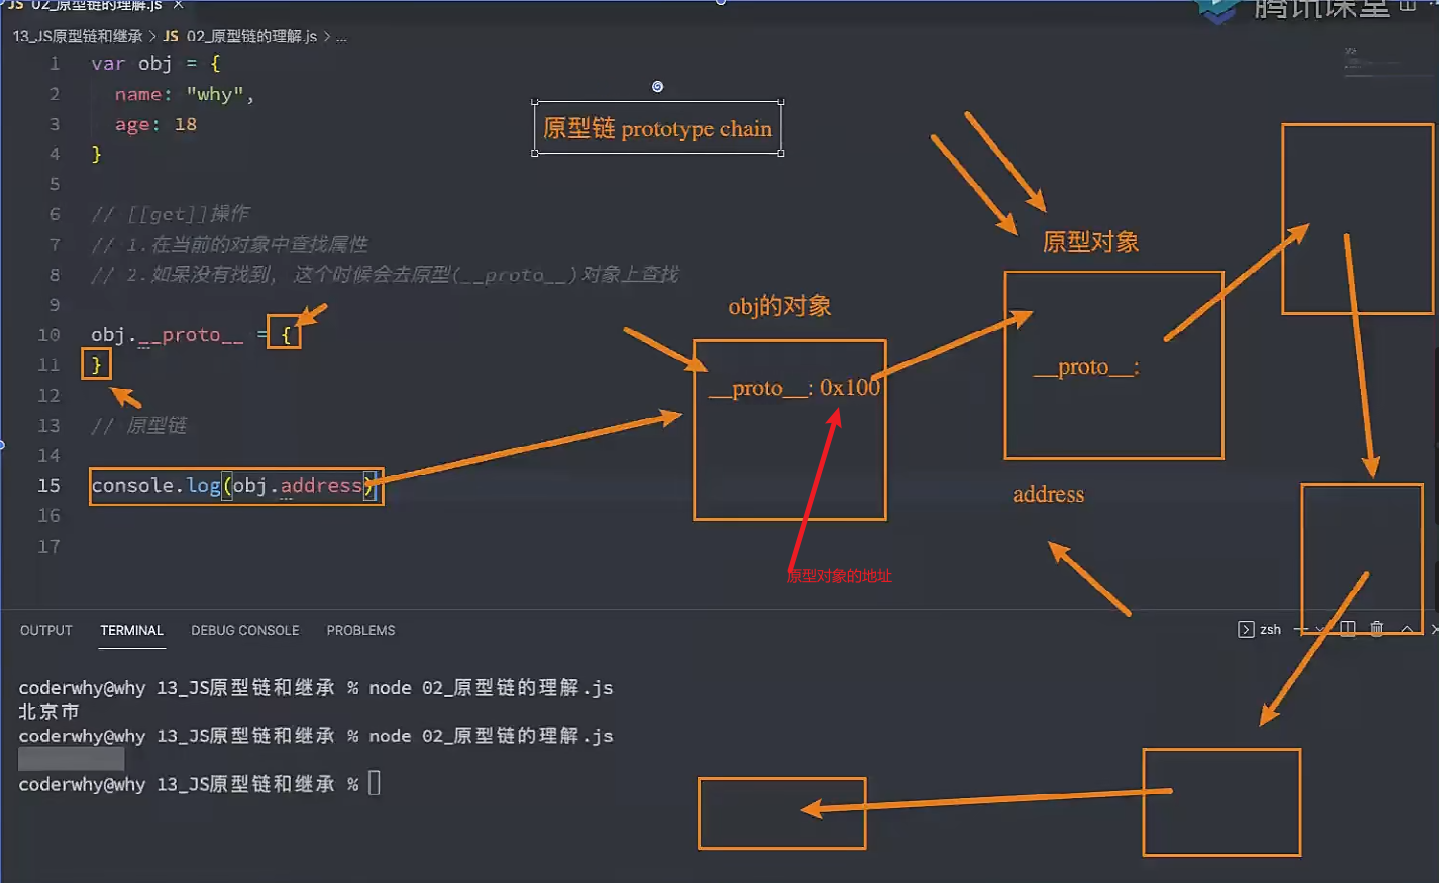 JS 02_原型链的理解.js ×
腾讯课堂
13_JS原型链和继承 > JS 02_原型链的理解.js > ...
1 var obj = {
2 name: "why",
3 age: 18
4 }
5
6 // [[get]]操作
7 // 1.在当前的对象中查找属性
8 // 2.如果没有找到, 这个时候会去原型(__proto__)对象上查找
9
10 obj.__proto__ = {
11 }
12
13 // 原型链
14
15 console.log(obj.address)
16
17
原型链 prototype chain
obj的对象
__proto__: 0x100
原型对象的地址
原型对象
__proto__:
address
OUTPUT TERMINAL DEBUG CONSOLE PROBLEMS
zsh
coderwhy@why 13_JS原型链和继承 % node 02_原型链的理解.js
北京市
coderwhy@why 13_JS原型链和继承 % node 02_原型链的理解.js
coderwhy@why 13_JS原型链和继承 %